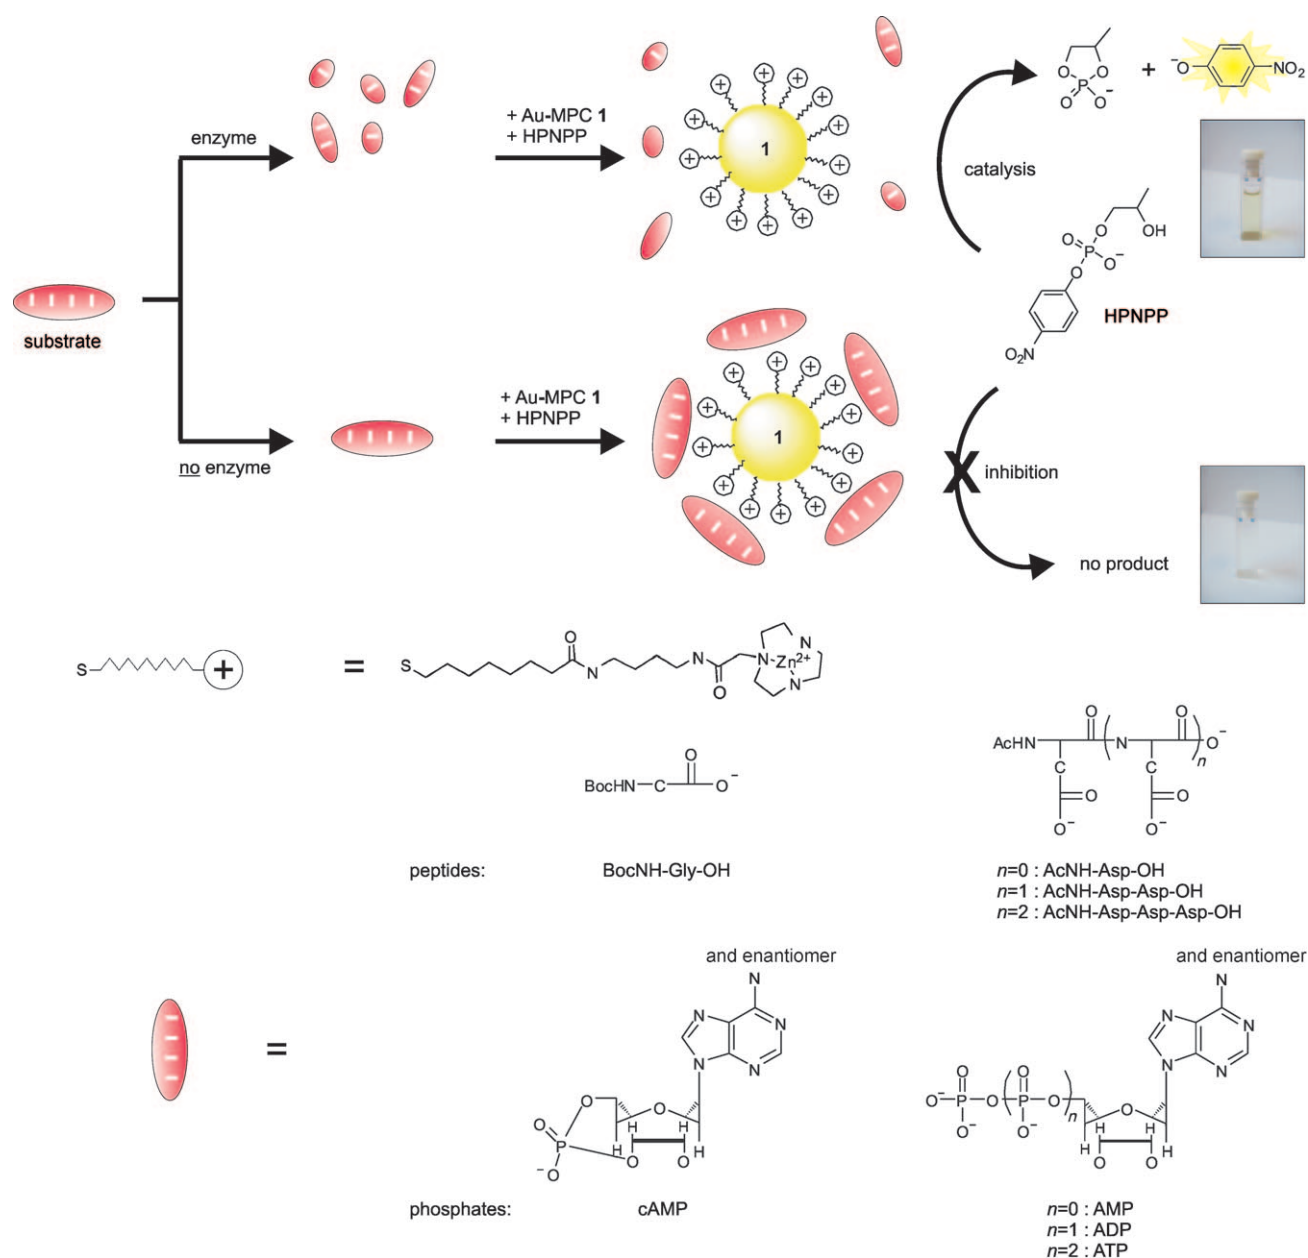 enzyme
+ Au-MPC 1
+ HPNPP
1
catalysis
O
O
P
O
O⁻
+
⁻O
NO₂
O
OH
O
P
O⁻
O
O₂N
HPNPP
substrate
no enzyme
+ Au-MPC 1
+ HPNPP
1
X
inhibition
no product
S
+
=
S
O
N
N
O
N
Zn²⁺
N
N
BocHN
C
O
O⁻
AcHN
O
N
O
O⁻
n
C
C
O
O
O⁻
O⁻
peptides:
BocNH-Gly-OH
n=0 : AcNH-Asp-OH
n=1 : AcNH-Asp-Asp-OH
n=2 : AcNH-Asp-Asp-Asp-OH
=
and enantiomer
N
N
N
N
N
O
O
O
P
⁻O
H
H
O
O
and enantiomer
N
N
N
N
N
O⁻
O
P
O⁻
O
O
P
O⁻
O
n
O
H
H
H
H
O
O
phosphates:
cAMP
n=0 : AMP
n=1 : ADP
n=2 : ATP